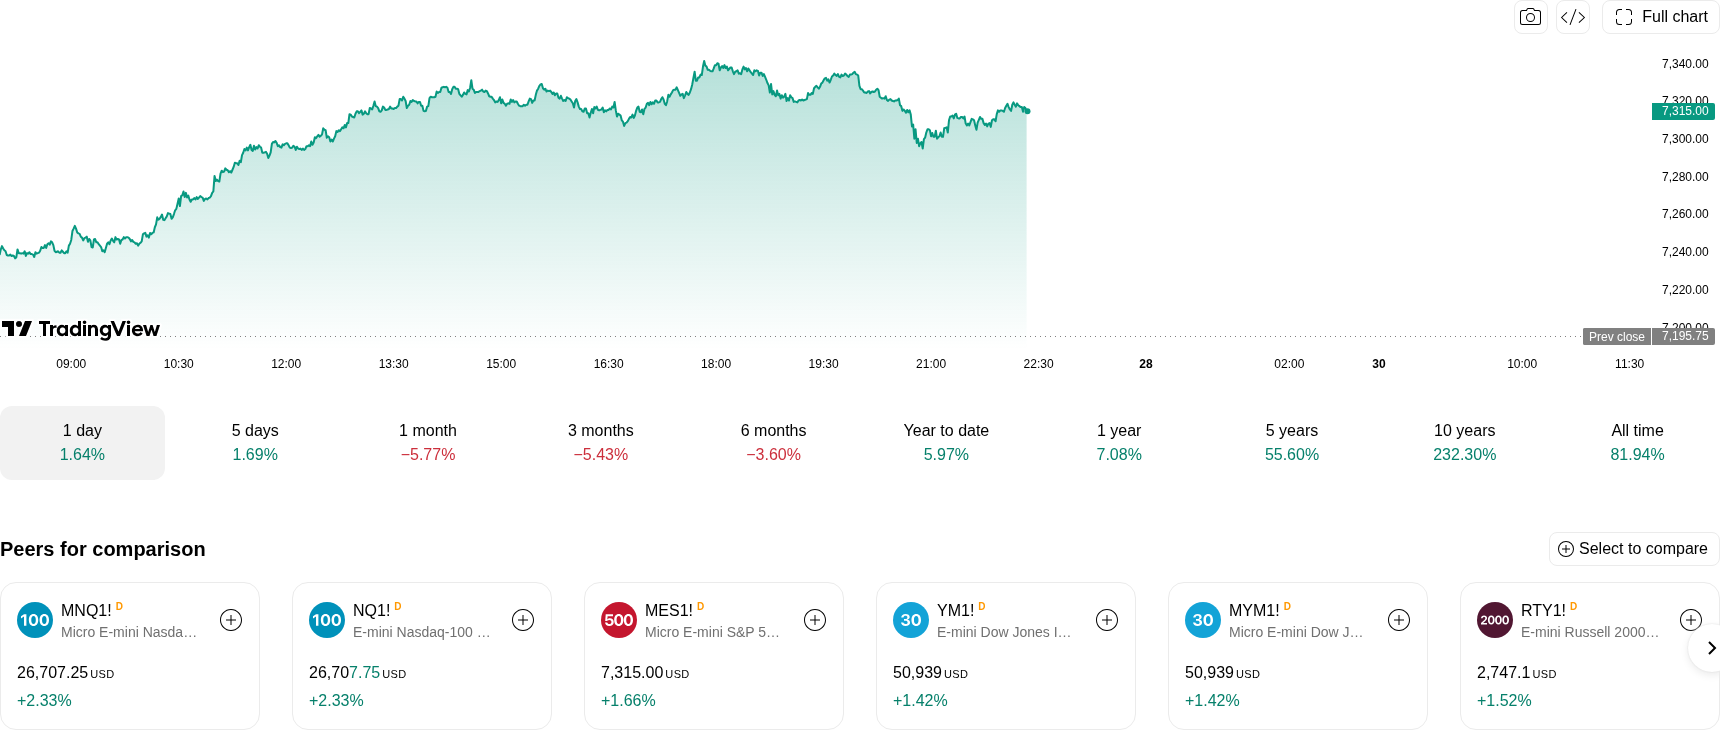 Full chart
7,340.00
7,320.00
7,315.00
7,300.00
7,280.00
7,260.00
7,240.00
7,220.00
7,200.00
TradingView
Prev close 7,195.75
09:00 10:30 12:00 13:30 15:00 16:30 18:00 19:30 21:00 22:30 28 02:00 30 10:00 11:30
1 day 5 days 1 month 3 months 6 months Year to date 1 year 5 years 10 years All time
1.64% 1.69% −5.77% −5.43% −3.60% 5.97% 7.08% 55.60% 232.30% 81.94%
Peers for comparison
Select to compare
100 MNQ1! D
Micro E-mini Nasda…
26,707.25 USD
+2.33%
100 NQ1! D
E-mini Nasdaq-100 …
26,707.75 USD
+2.33%
500 MES1! D
Micro E-mini S&P 5…
7,315.00 USD
+1.66%
30 YM1! D
E-mini Dow Jones I…
50,939 USD
+1.42%
30 MYM1! D
Micro E-mini Dow J…
50,939 USD
+1.42%
2000 RTY1! D
E-mini Russell 2000…
2,747.1 USD
+1.52%